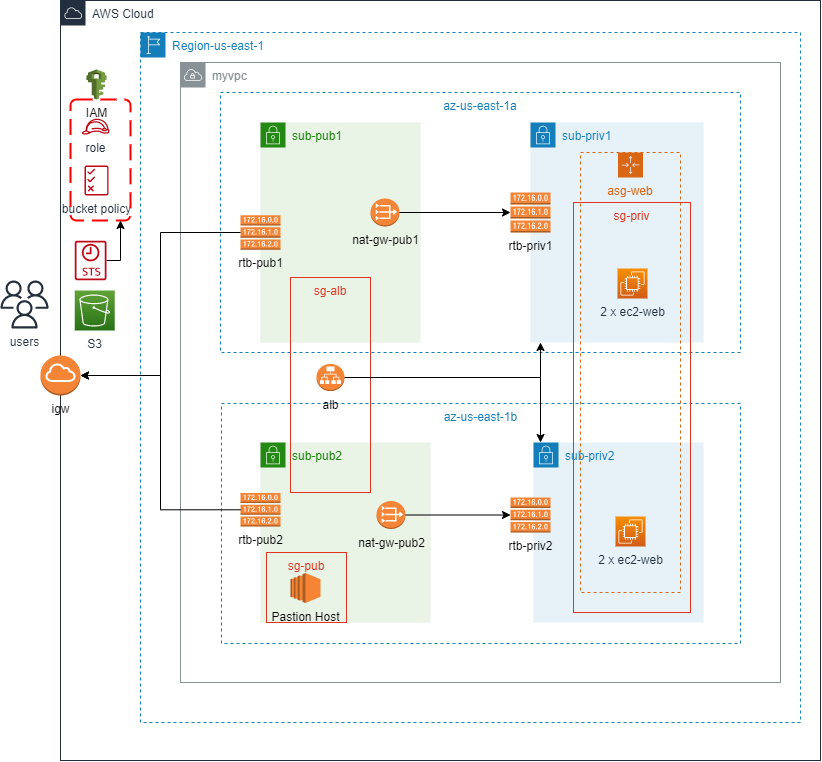 AWS Cloud
Region-us-east-1
myvpc
az-us-east-1a
IAM
role
bucket policy
STS
S3
users
igw
sub-pub1
172.16.0.0
172.16.1.0
172.16.2.0
rtb-pub1
nat-gw-pub1
sub-priv1
172.16.0.0
172.16.1.0
172.16.2.0
rtb-priv1
asg-web
sg-priv
2 x ec2-web
sg-alb
alb
az-us-east-1b
sub-pub2
172.16.0.0
172.16.1.0
172.16.2.0
rtb-pub2
nat-gw-pub2
sg-pub
Pastion Host
sub-priv2
172.16.0.0
172.16.1.0
172.16.2.0
rtb-priv2
2 x ec2-web